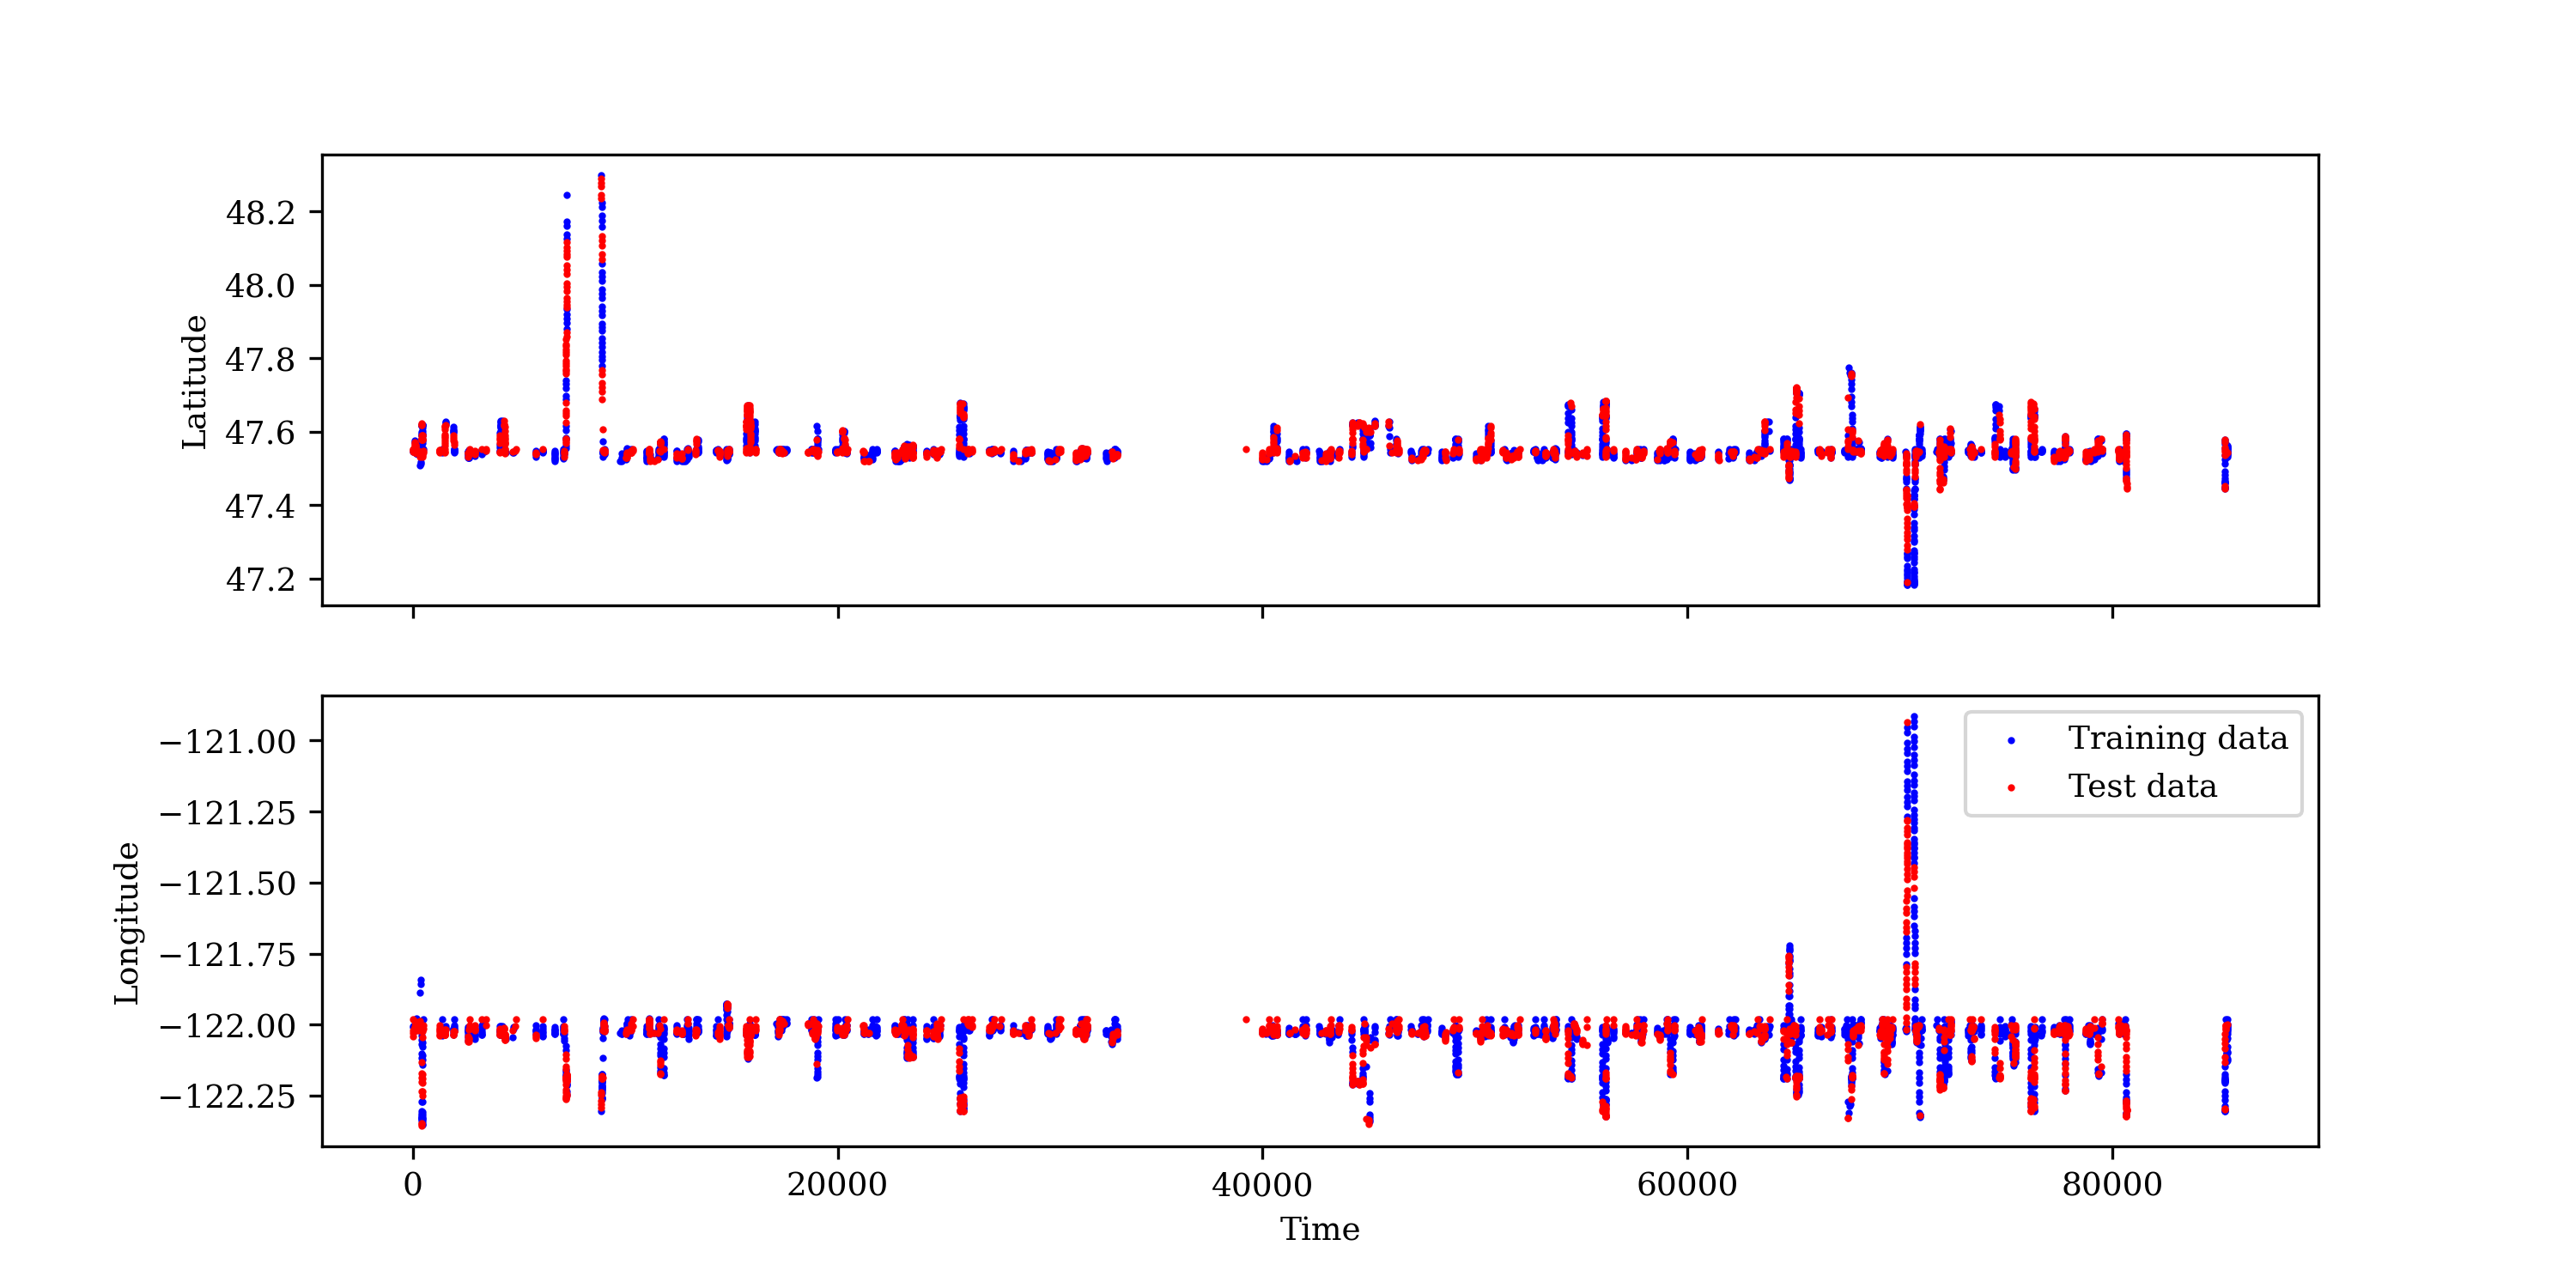 48.2
48.0
47.8
47.6
47.4
47.2
Latitude
−121.00
−121.25
−121.50
−121.75
−122.00
−122.25
Longitude
Training data
Test data
0 20000 40000 60000 80000
Time